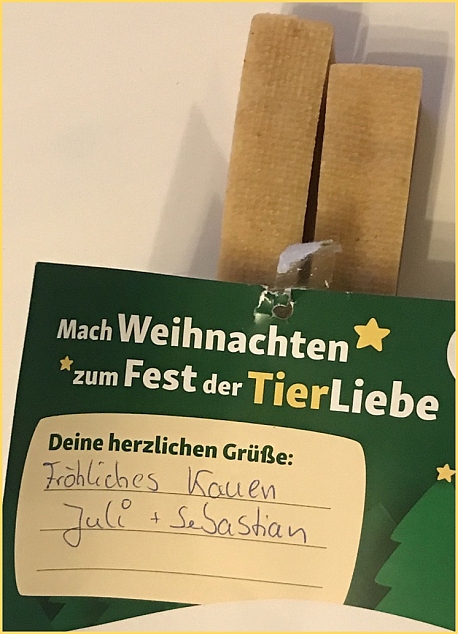 Mach Weihnachten
zum Fest der TierLiebe
Deine herzlichen Grüße:
Fröhliches Kauen
Juli + Sebastian